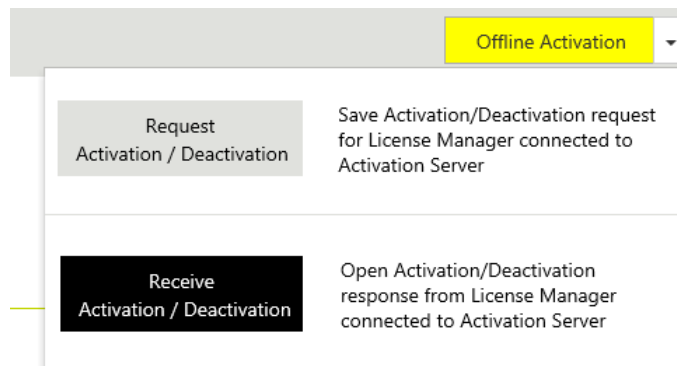 Offline Activation
Request
Activation / Deactivation
Save Activation/Deactivation request
for License Manager connected to
Activation Server
Receive
Activation / Deactivation
Open Activation/Deactivation
response from License Manager
connected to Activation Server